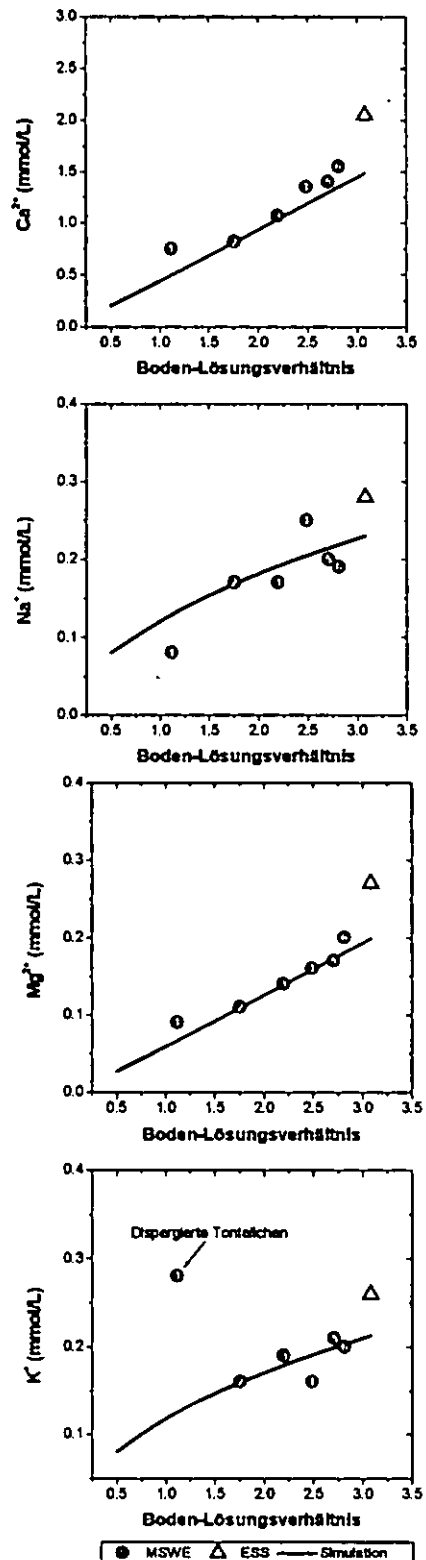 3.0
2.5
2.0
1.5
1.0
0.5
0.0
Ca²⁺ (mmol/L)
0.5 1.0 1.5 2.0 2.5 3.0 3.5
Boden-Lösungsverhältnis
0.4
0.3
0.2
0.1
0.0
Na⁺ (mmol/L)
0.5 1.0 1.5 2.0 2.5 3.0 3.5
Boden-Lösungsverhältnis
0.4
0.3
0.2
0.1
0.0
Mg²⁺ (mmol/L)
0.5 1.0 1.5 2.0 2.5 3.0 3.5
Boden-Lösungsverhältnis
0.4
0.3
0.2
0.1
K⁺ (mmol/L)
Dispergierte Tonteilchen
0.5 1.0 1.5 2.0 2.5 3.0 3.5
Boden-Lösungsverhältnis
MSWE ESS Simulation